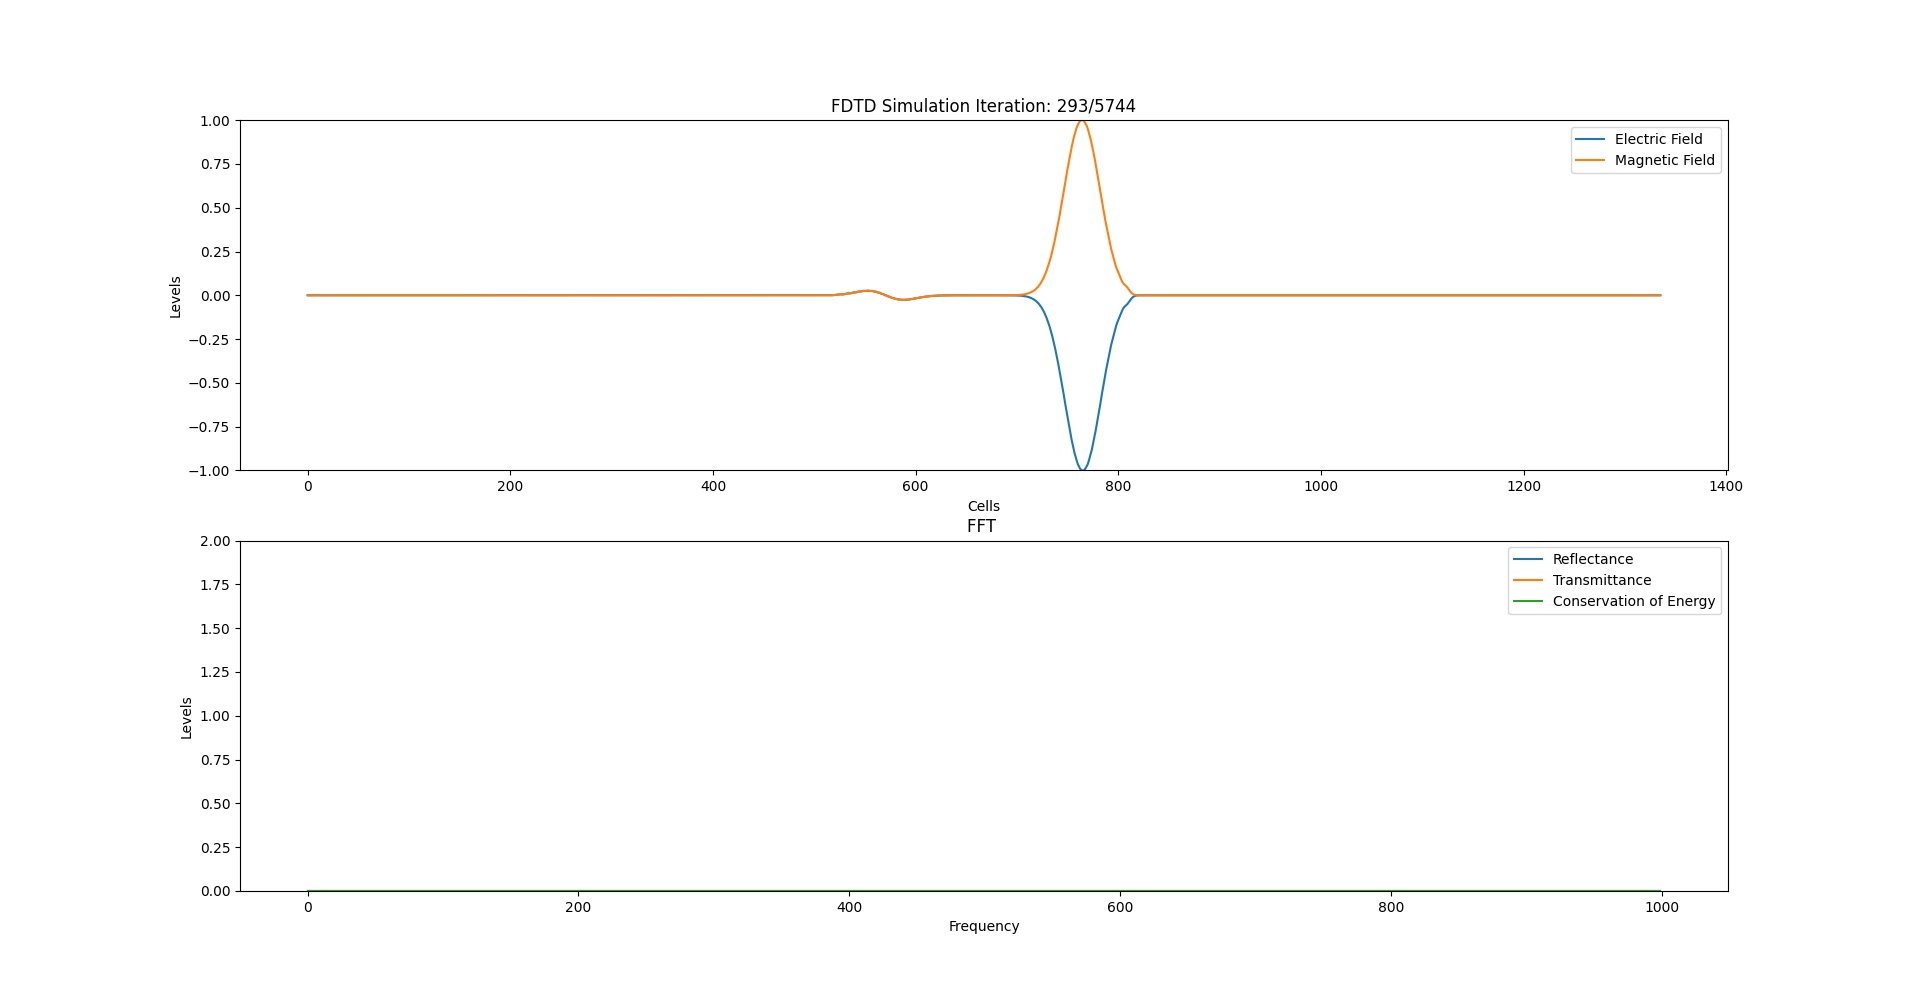 FDTD Simulation Iteration: 293/5744
1.00
0.75
0.50
0.25
0.00
−0.25
−0.50
−0.75
−1.00
Levels
Electric Field
Magnetic Field
0 200 400 600 800 1000 1200 1400
Cells
FFT
2.00
1.75
1.50
1.25
1.00
0.75
0.50
0.25
0.00
Levels
Reflectance
Transmittance
Conservation of Energy
0 200 400 600 800 1000
Frequency